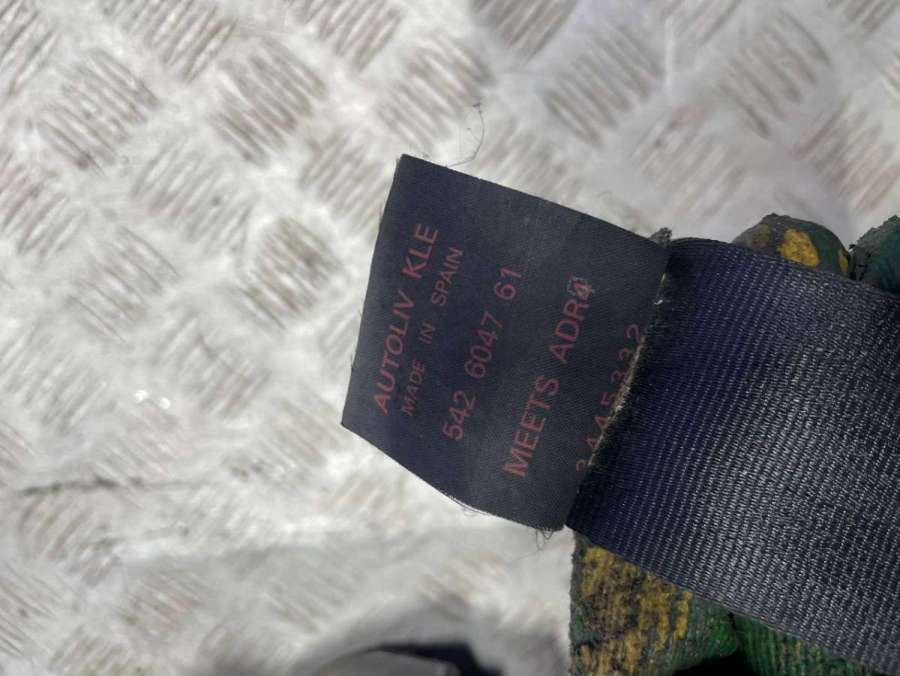 AUTOLIV KLE
MADE IN SPAIN
542 6047 61
MEETS ADR4